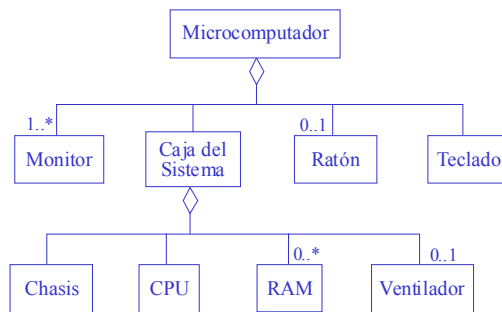 Microcomputador
1..*
0..1
Monitor
Caja del
Sistema
Ratón
Teclado
0..*
0..1
Chasis
CPU
RAM
Ventilador